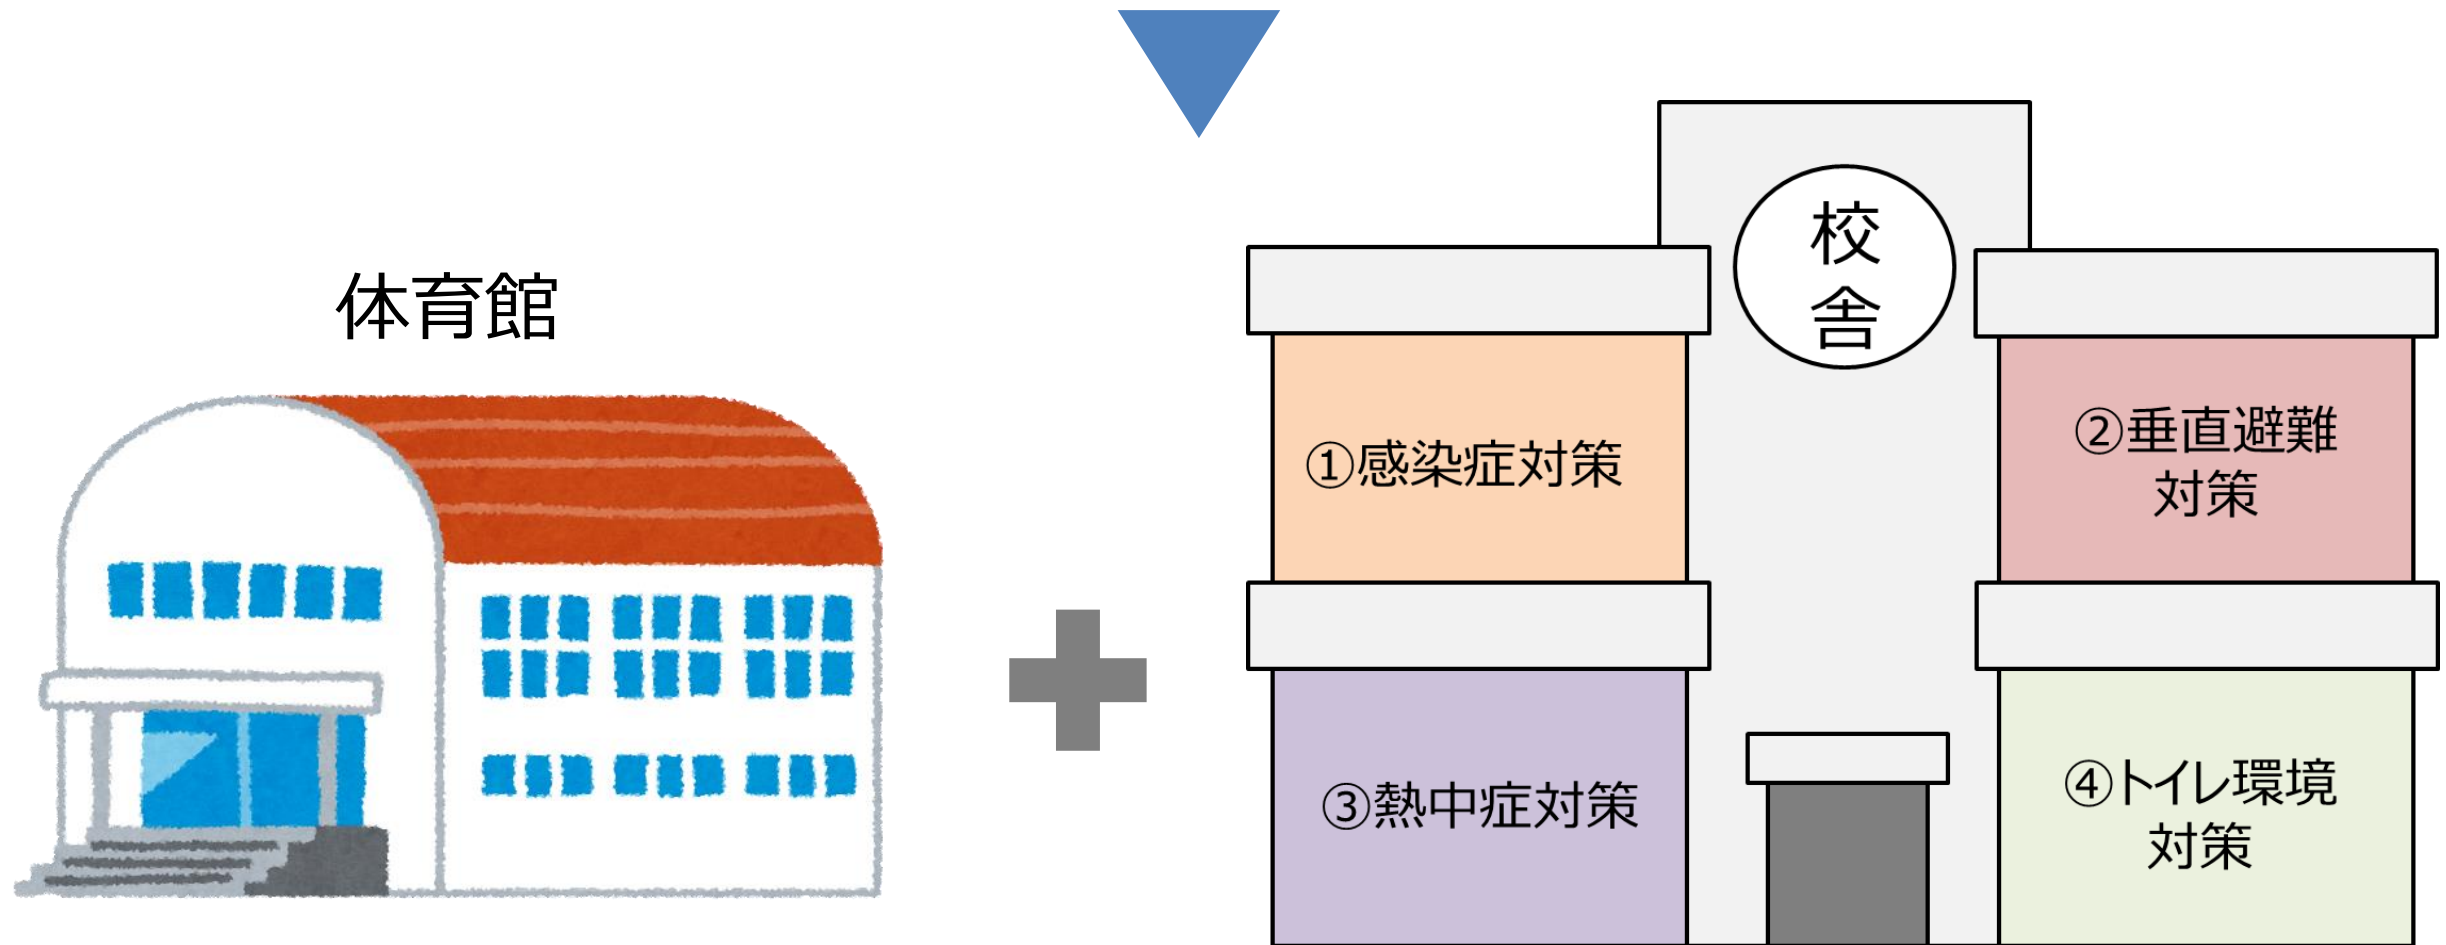 体育館
校
舎
①感染症対策
②垂直避難
対策
③熱中症対策
④トイレ環境
対策